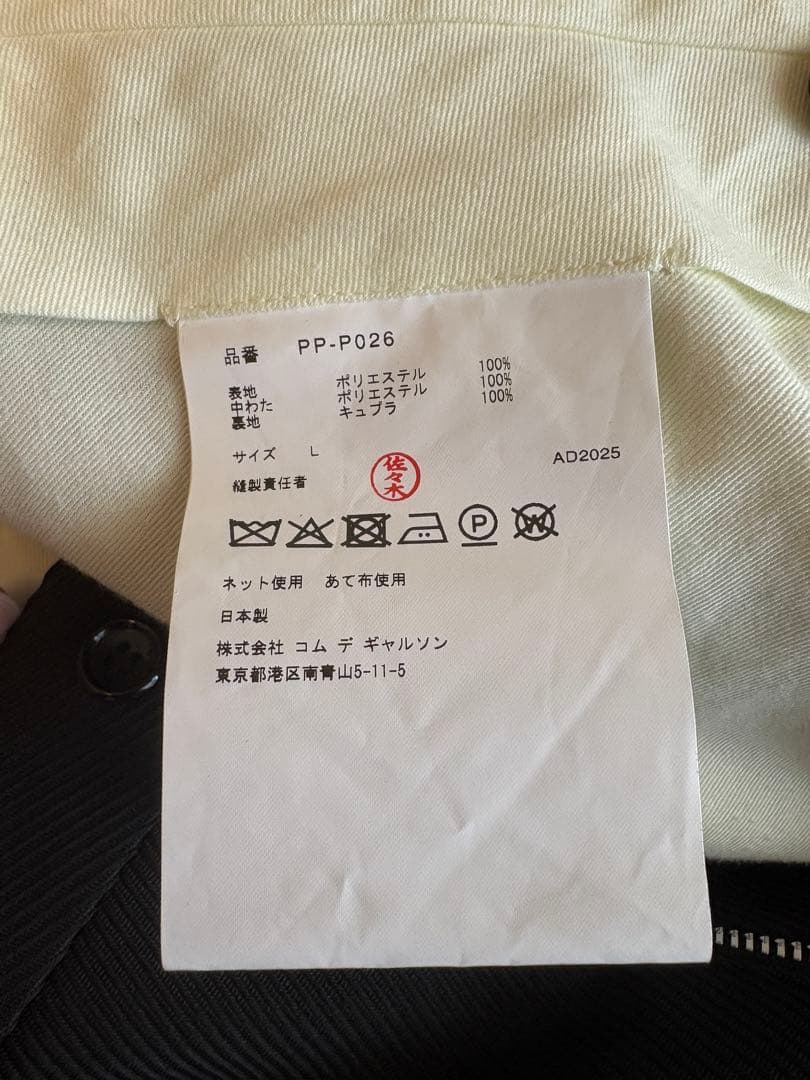 品番 PP-P026
表地 ポリエステル 100%
中わた ポリエステル 100%
裏地 キュプラ 100%
サイズ L AD2025
縫製責任者 佐々木
P W
ネット使用 あて布使用
日本製
株式会社 コム デ ギャルソン
東京都港区南青山5-11-5